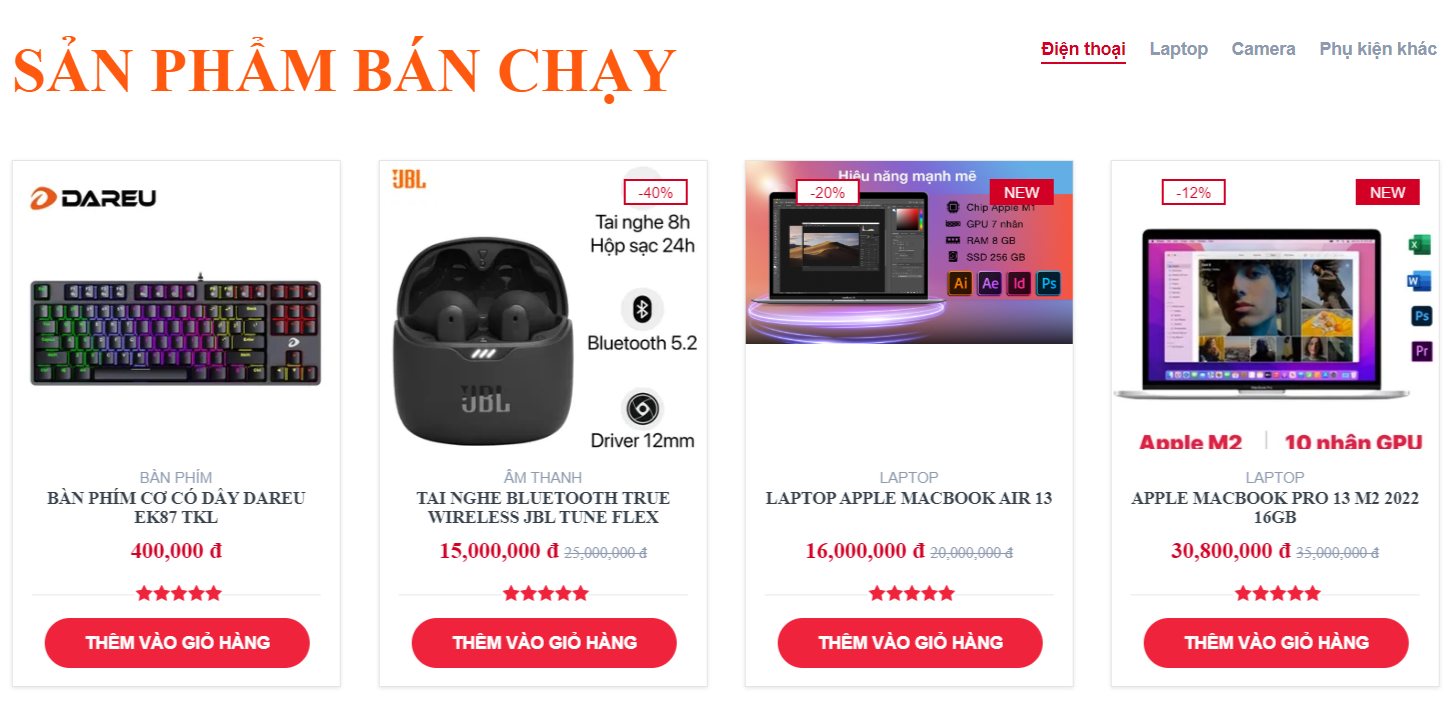 SẢN PHẨM BÁN CHẠY
Điện thoại Laptop Camera Phụ kiện khác
DAREU
BÀN PHÍM
BÀN PHÍM CƠ CÓ DÂY DAREU
EK87 TKL
400,000 đ
THÊM VÀO GIỎ HÀNG
JBL
-40%
Tai nghe 8h
Hộp sạc 24h
Bluetooth 5.2
JBL
Driver 12mm
ÂM THANH
TAI NGHE BLUETOOTH TRUE
WIRELESS JBL TUNE FLEX
15,000,000 đ 25,000,000 đ
THÊM VÀO GIỎ HÀNG
Hiệu năng mạnh mẽ
-20% NEW
Chip Apple M1
GPU 7 nhân
RAM 8 GB
SSD 256 GB
Ai Ae Id Ps
LAPTOP
LAPTOP APPLE MACBOOK AIR 13
16,000,000 đ 20,000,000 đ
THÊM VÀO GIỎ HÀNG
-12% NEW
X
W
Ps
Pr
Apple M2 10 nhân GPU
LAPTOP
APPLE MACBOOK PRO 13 M2 2022
16GB
30,800,000 đ 35,000,000 đ
THÊM VÀO GIỎ HÀNG